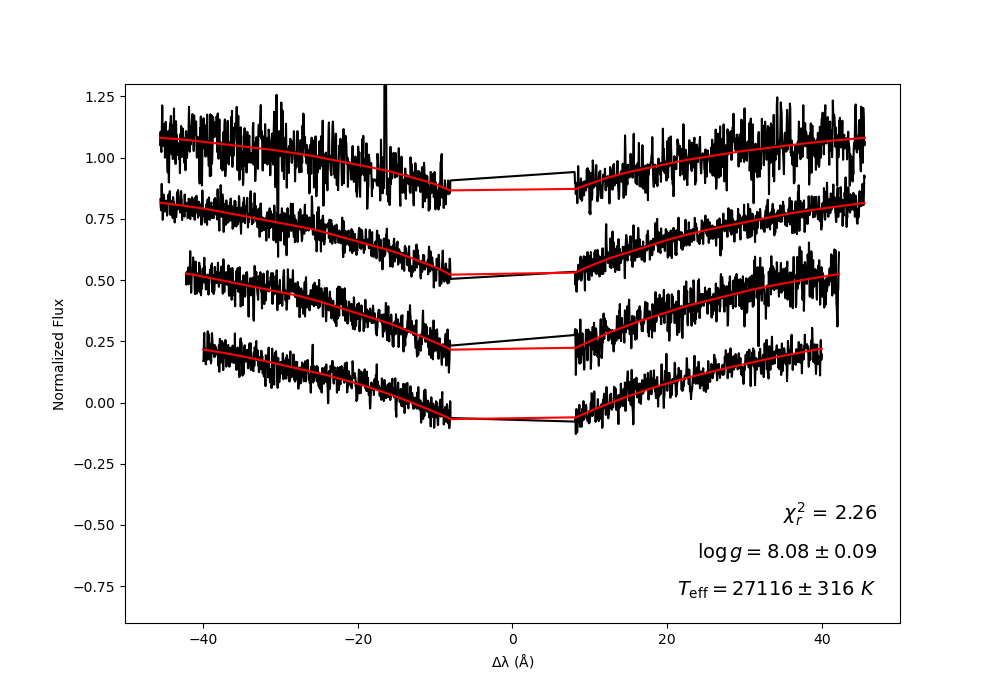 1.25
1.00
0.75
0.50
0.25
0.00
−0.25
−0.50
−0.75
Normalized Flux
χ²ᵣ = 2.26
log g = 8.08 ± 0.09
T_eff = 27116 ± 316 K
−40
−20
0
20
40
Δλ (Å)